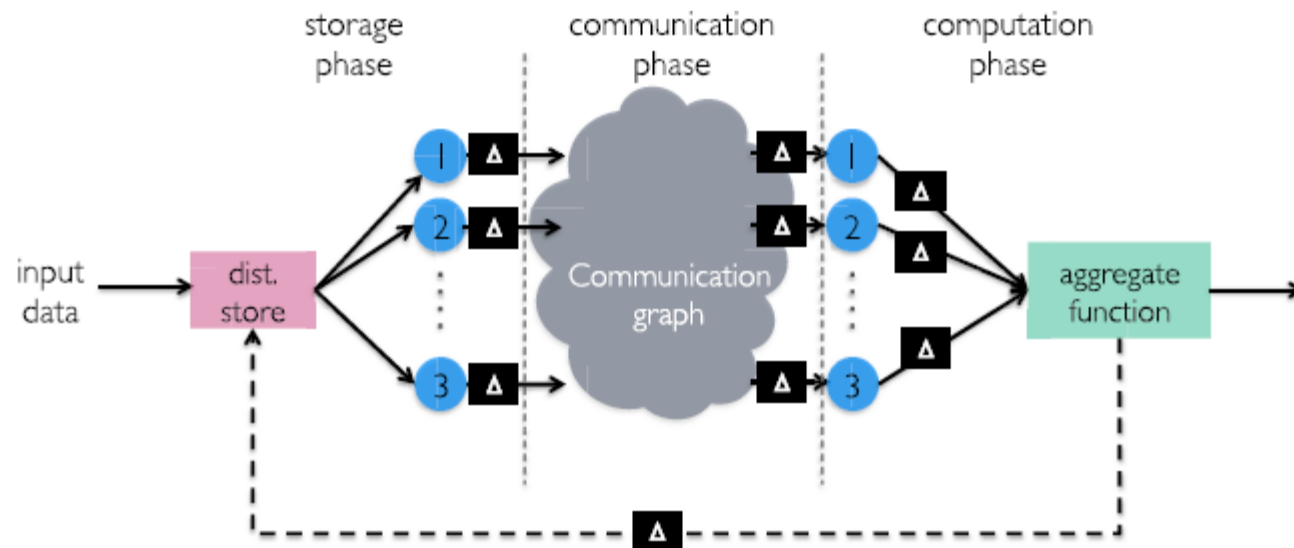 storage
phase
communication
phase
computation
phase
1 Δ Δ 1
Δ
2 Δ Δ 2
Δ
input
data
dist.
store
Communication
graph
aggregate
function
Δ
3 Δ Δ 3
Δ